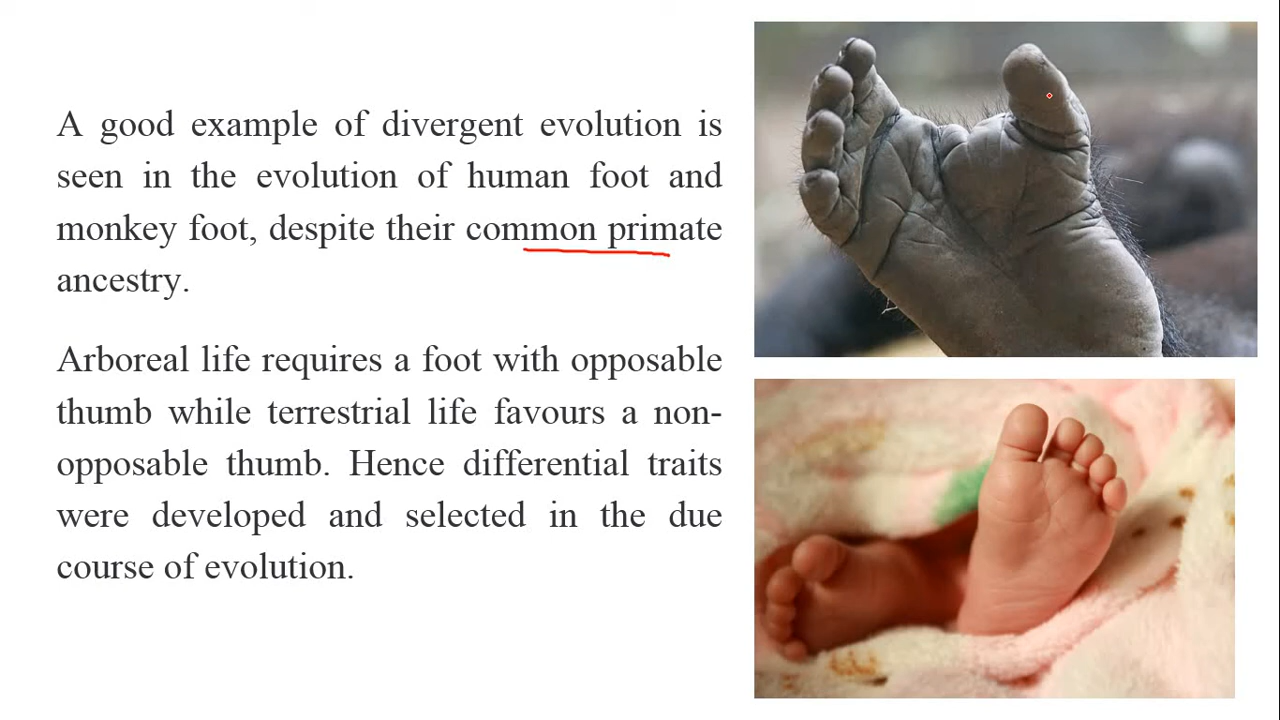 A good example of divergent evolution is
seen in the evolution of human foot and
monkey foot, despite their common primate
ancestry.
Arboreal life requires a foot with opposable
thumb while terrestrial life favours a non-
opposable thumb. Hence differential traits
were developed and selected in the due
course of evolution.